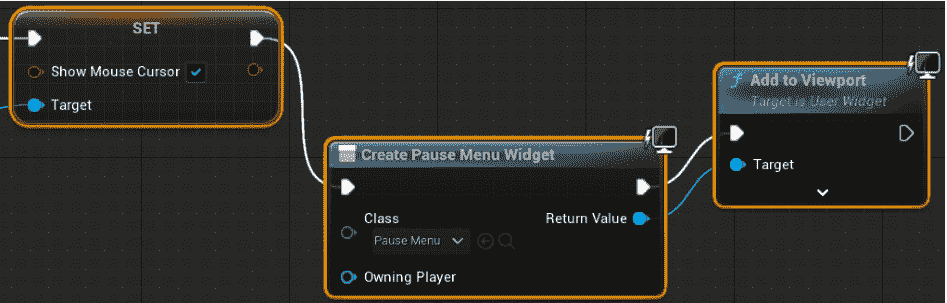 SET
Show Mouse Cursor
Target
Create Pause Menu Widget
Class
Pause Menu
Return Value
Owning Player
Add to Viewport
Target is User Widget
Target